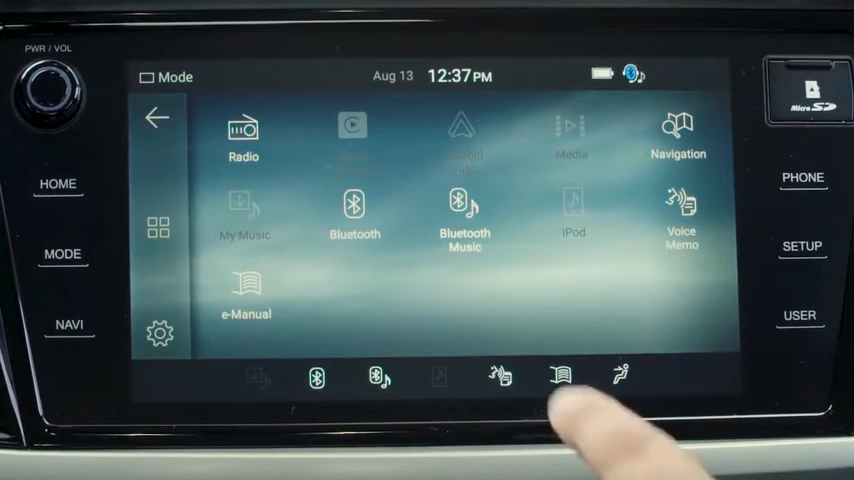 PWR / VOL
Mode
Aug 13
12:37PM
Micro SD
HOME
MODE
NAVI
PHONE
SETUP
USER
Radio
Android
Media
Navigation
My Music
Bluetooth
Bluetooth
Music
iPod
Voice
Memo
e-Manual